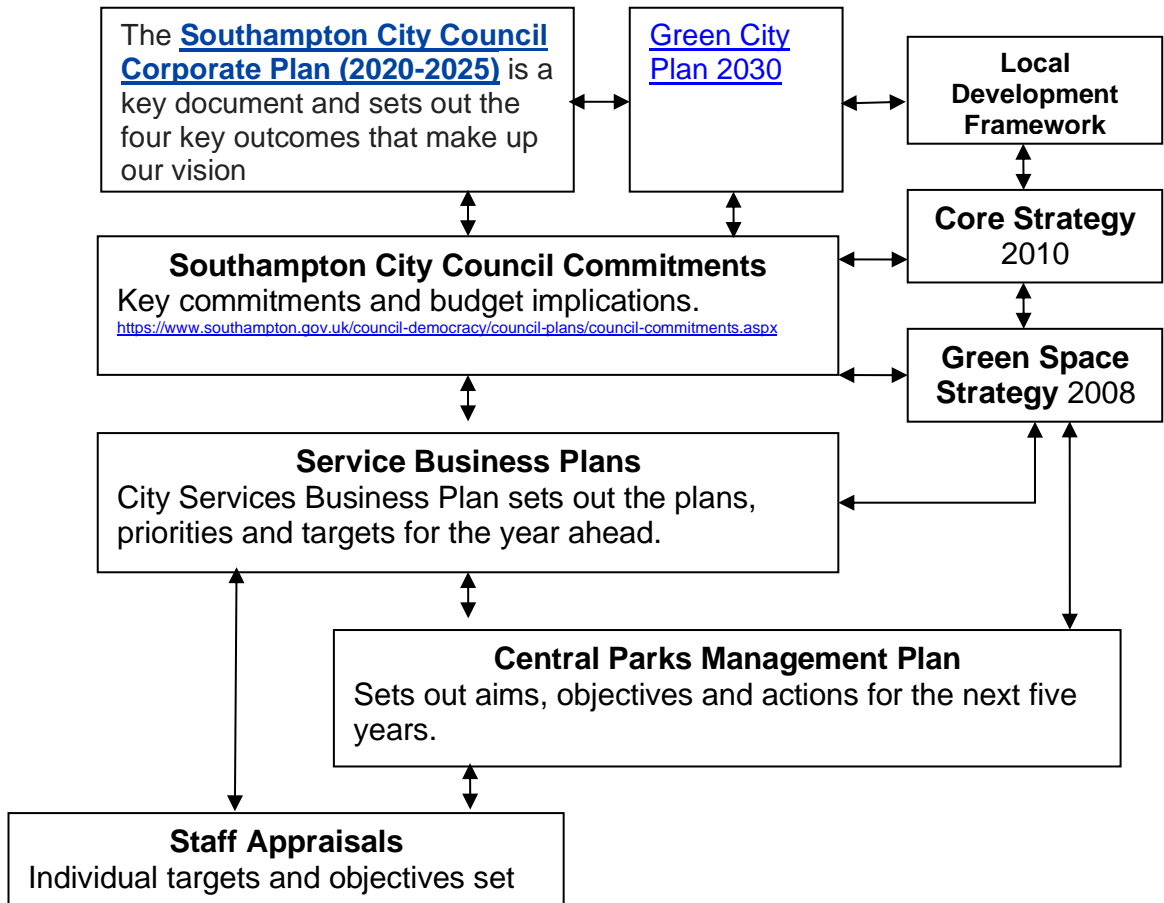 The Southampton City Council
Corporate Plan (2020-2025) is a
key document and sets out the
four key outcomes that make up
our vision
Green City
Plan 2030
Local
Development
Framework
Southampton City Council Commitments
Key commitments and budget implications.
https://www.southampton.gov.uk/council-democracy/council-plans/council-commitments.aspx
Core Strategy
2010
Green Space
Strategy 2008
Service Business Plans
City Services Business Plan sets out the plans,
priorities and targets for the year ahead.
Central Parks Management Plan
Sets out aims, objectives and actions for the next five
years.
Staff Appraisals
Individual targets and objectives set